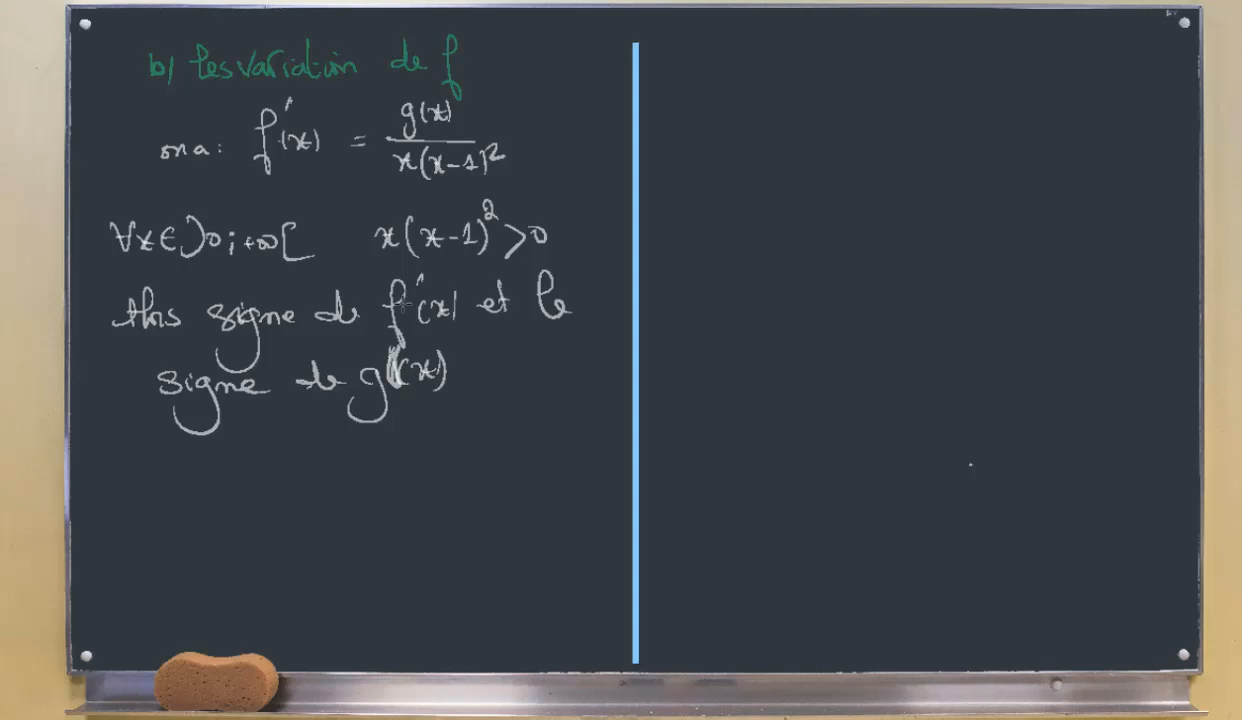 b) les variation de f
on a : f'(x) = g(x) / x(x-1)²
∀x∈]0;+∞[ x(x-1)² > 0
alors signe de f'(x) et le
signe de g(x)